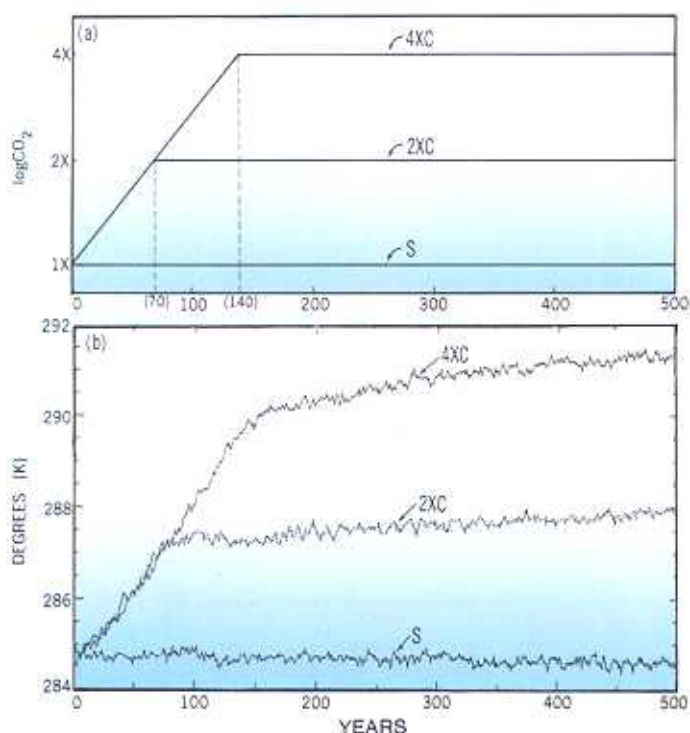 (a)
4X
4XC
logCO₂
2X
2XC
S
1X
0 (70) 100 (140) 200 300 400 500
292
(b)
4XC
290
DEGREES (K)
288
2XC
286
S
284
0 100 200 300 400 500
YEARS